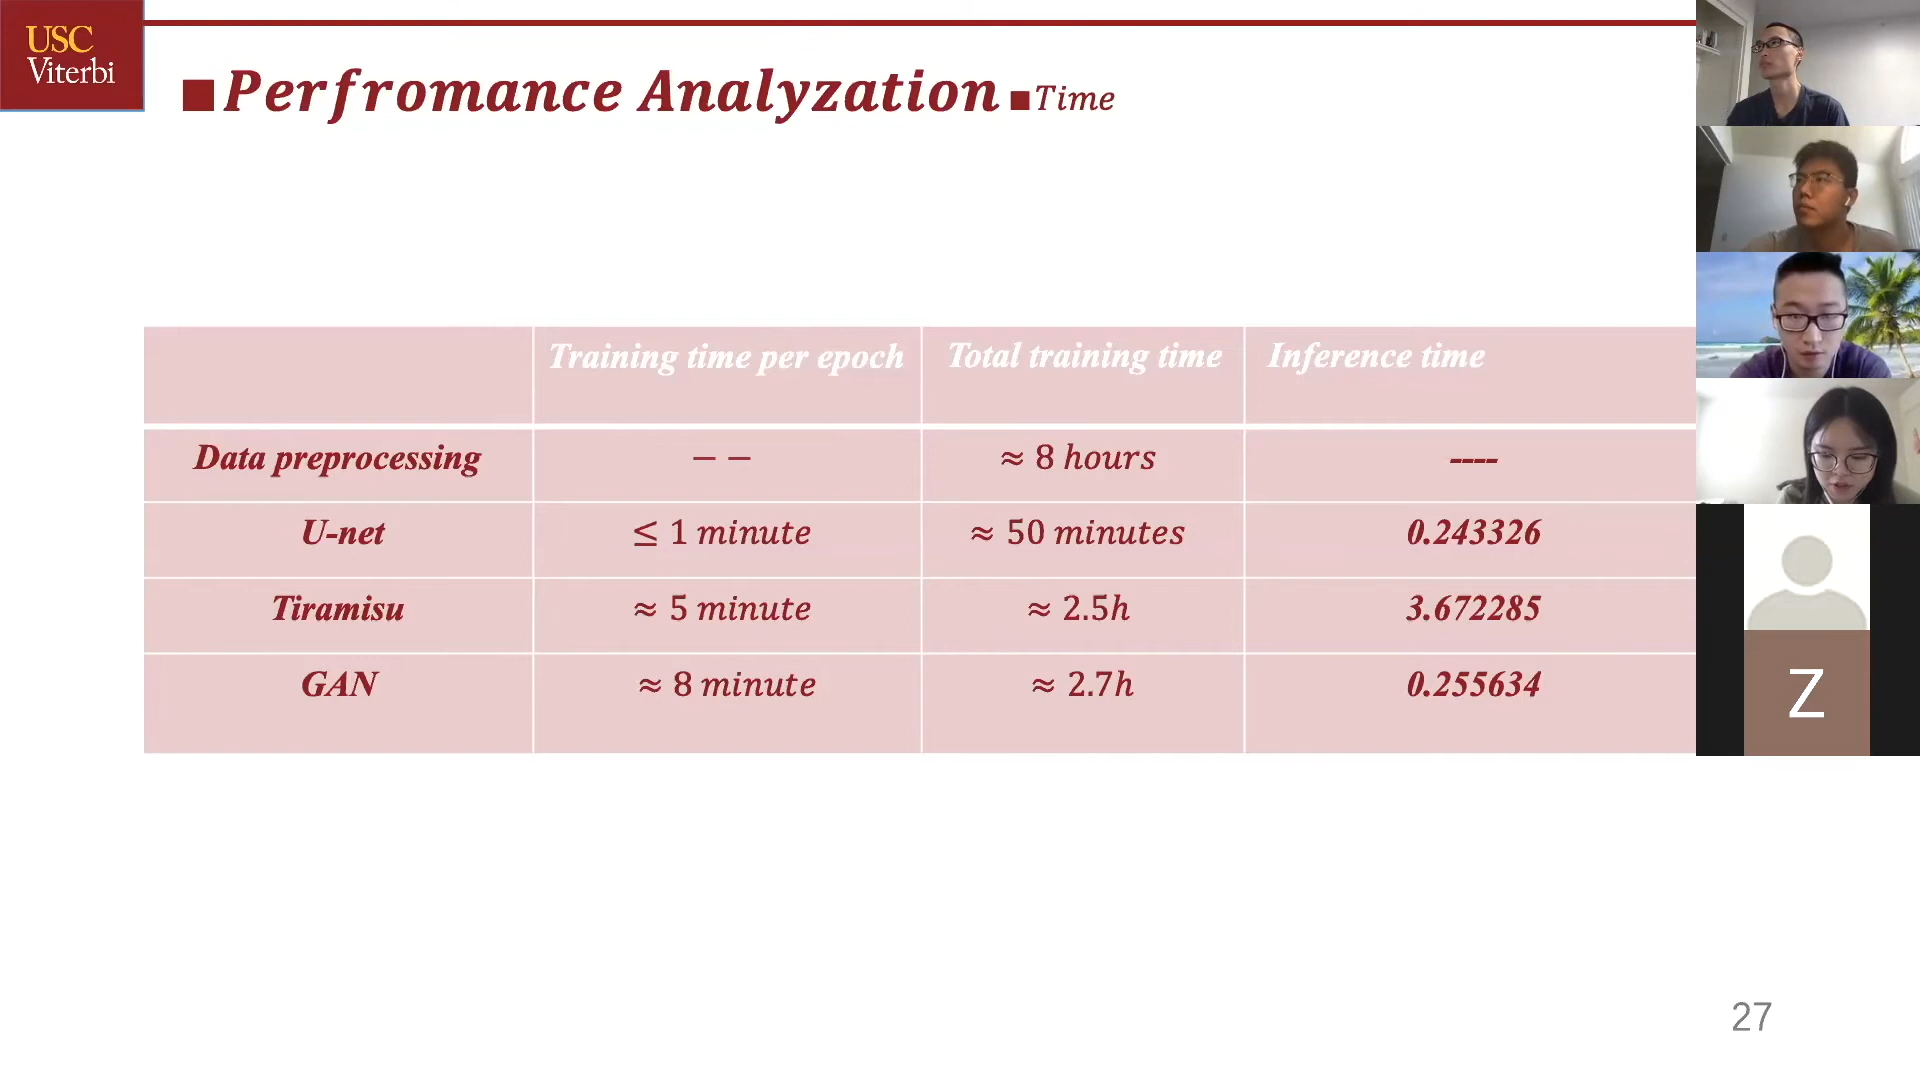 USC
Viterbi
■Perfromance Analyzation ■Time
Training time per epoch Total training time Inference time
Data preprocessing − − ≈ 8 hours ----
U-net ≤ 1 minute ≈ 50 minutes 0.243326
Tiramisu ≈ 5 minute ≈ 2.5h 3.672285
GAN ≈ 8 minute ≈ 2.7h 0.255634
Z
27